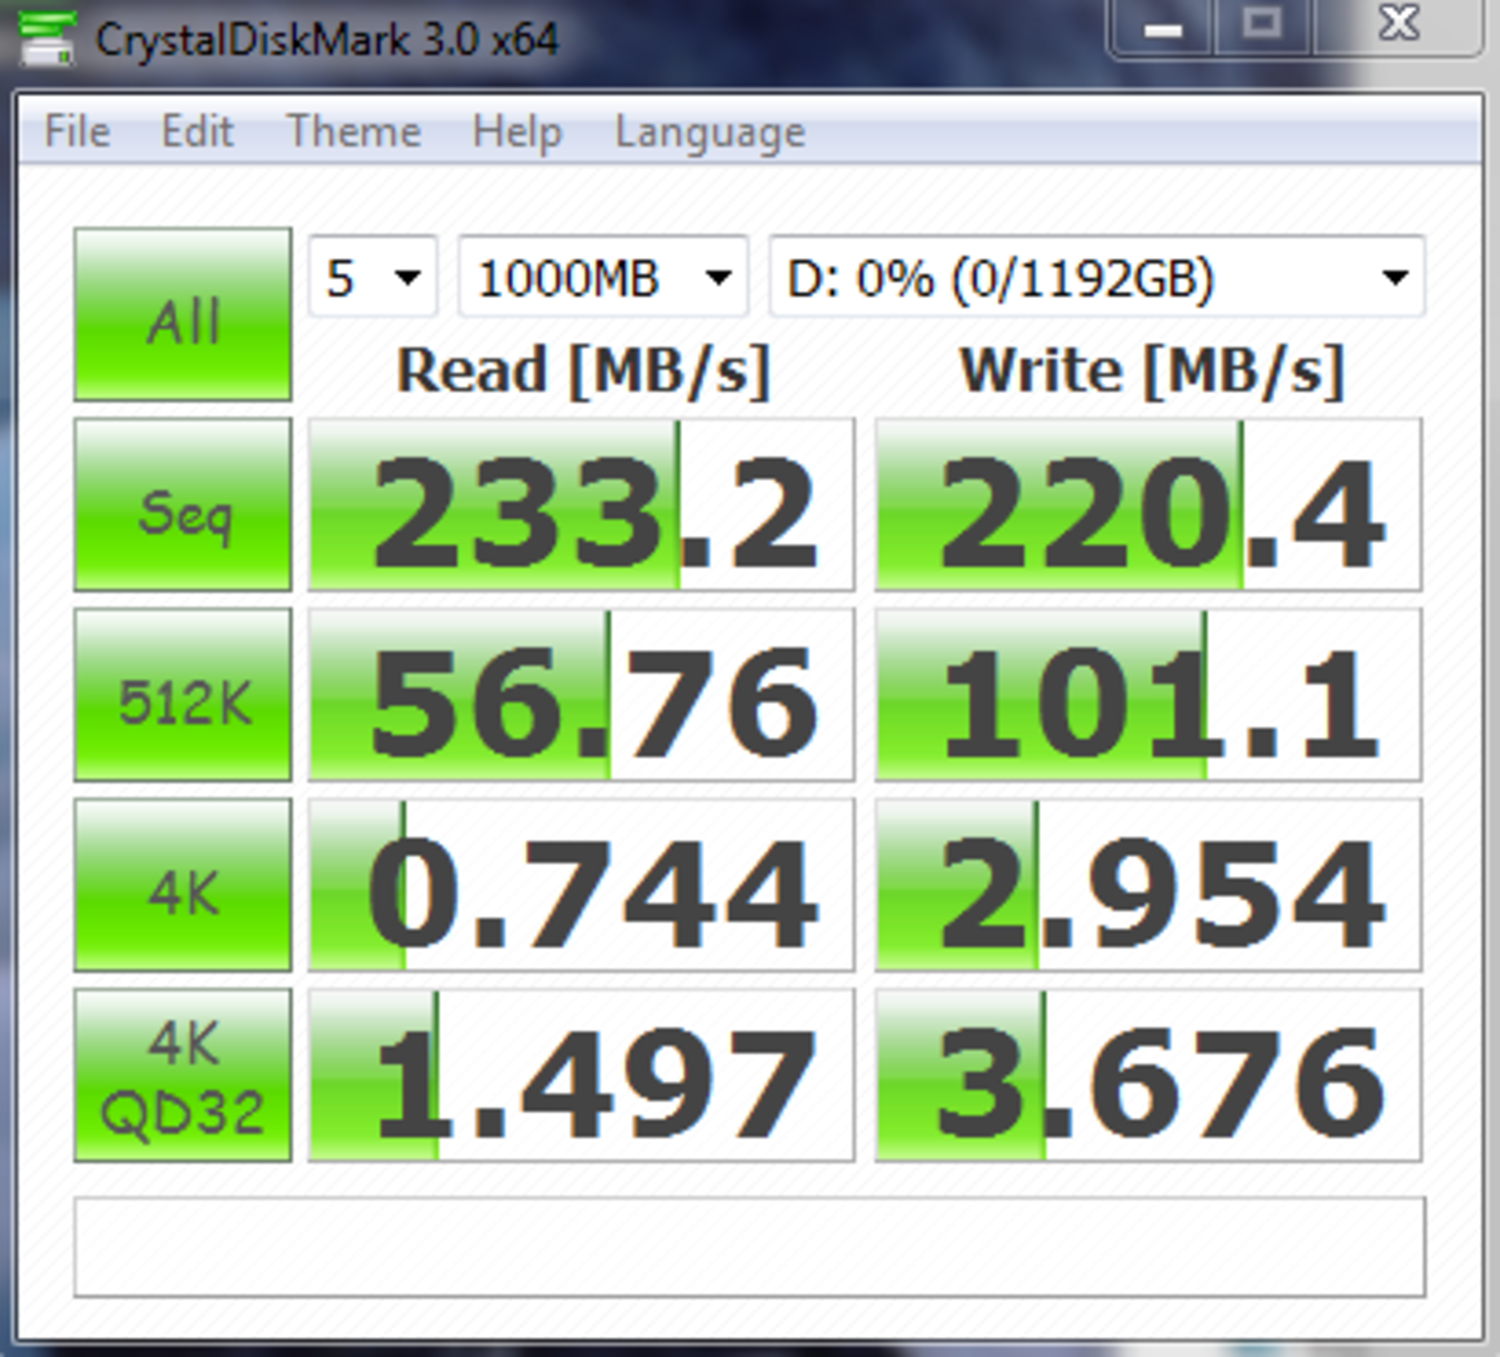 CrystalDiskMark 3.0 x64
File Edit Theme Help Language
All 5 1000MB D: 0% (0/1192GB)
Read [MB/s] Write [MB/s]
Seq 233.2 220.4
512K 56.76 101.1
4K 0.744 2.954
4K
QD32 1.497 3.676